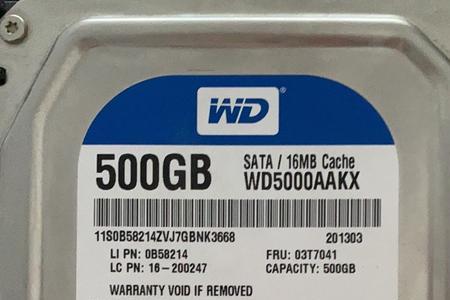 WD
500GB SATA / 16MB Cache
WD5000AAKX
11S0B58214ZVJ7GBNK3668 201303
LI PN: 0B58214 FRU: 03T7041
LC PN: 16-200247 CAPACITY: 500GB
WARRANTY VOID IF REMOVED